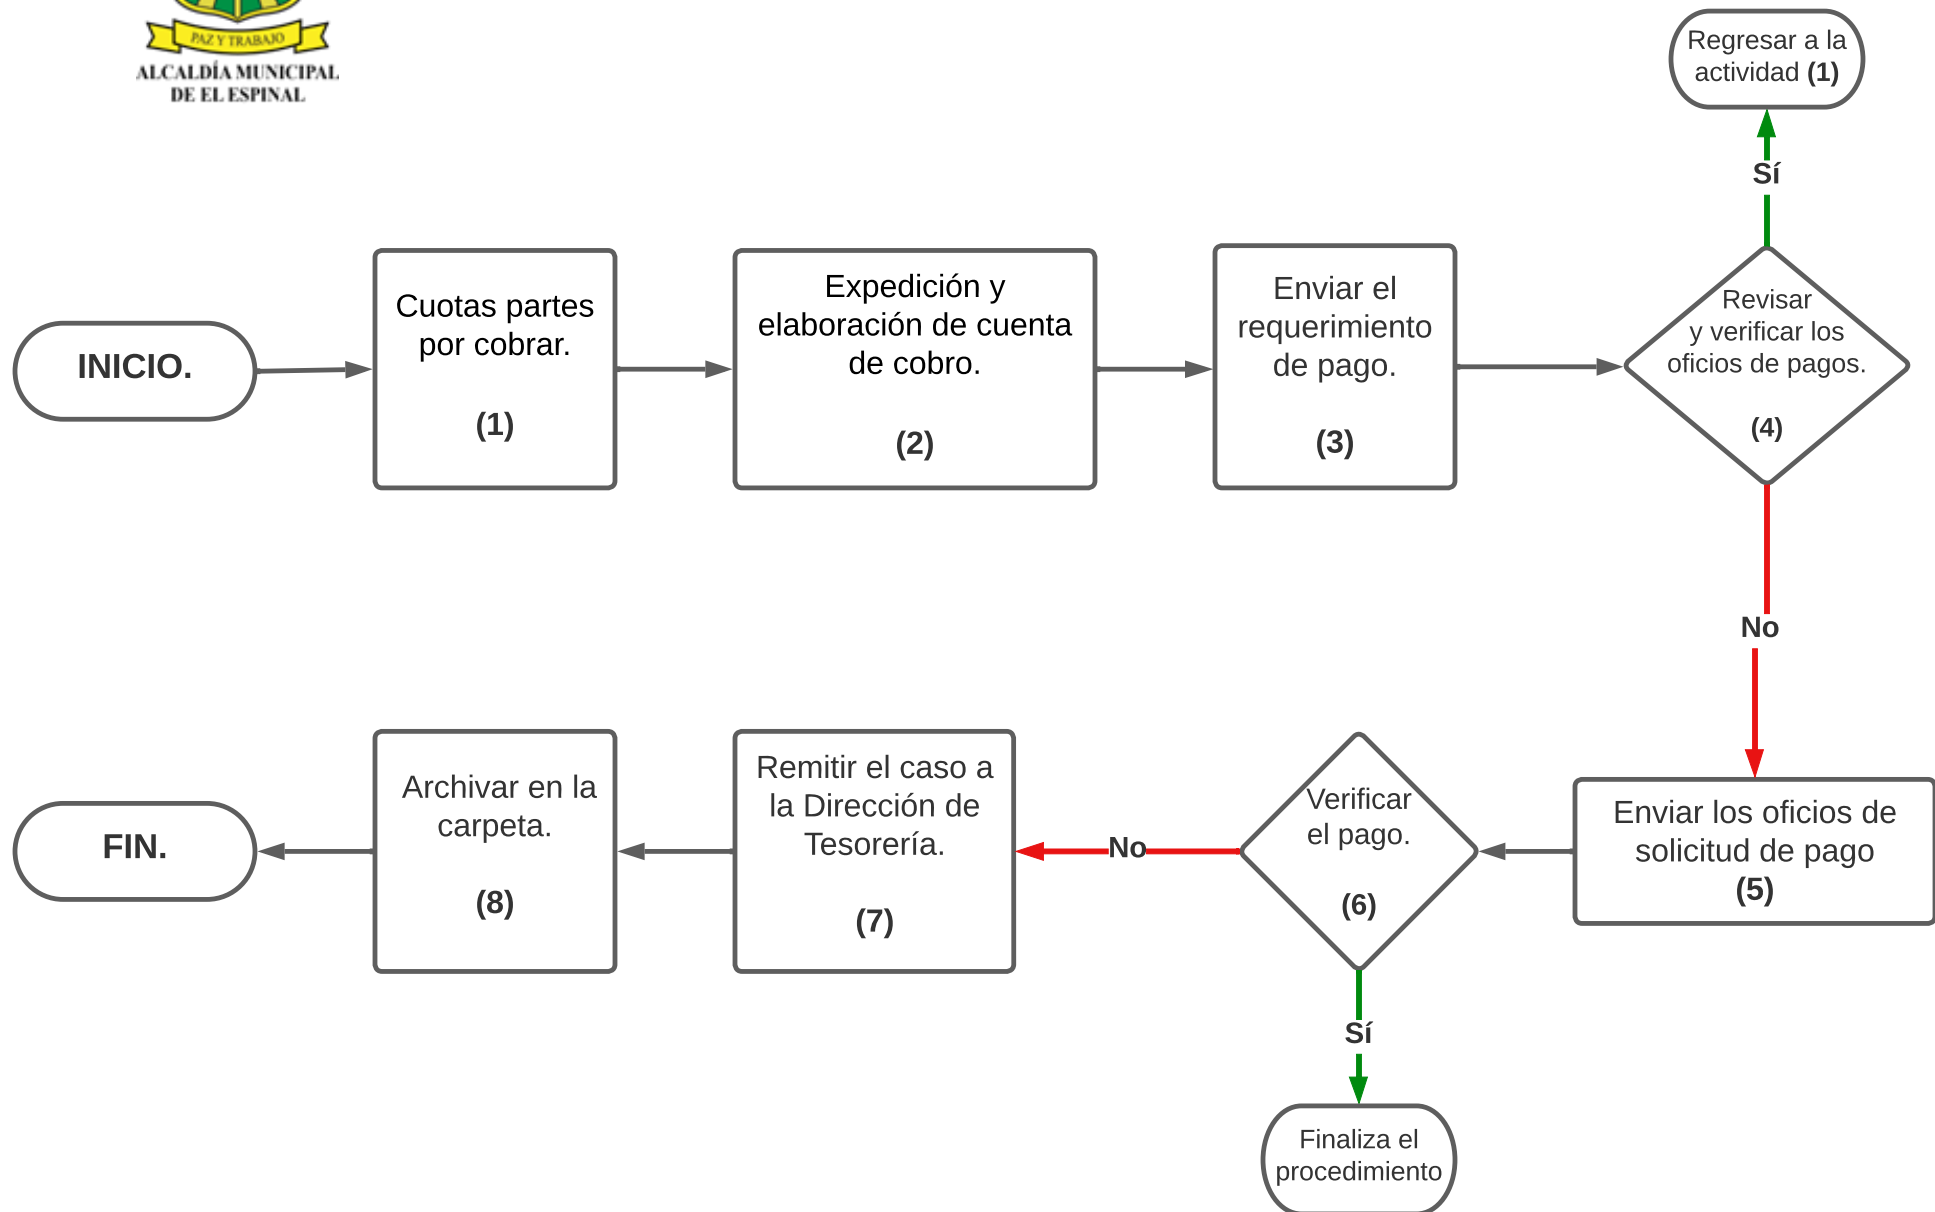 PAZ Y TRABAJO
ALCALDÍA MUNICIPAL
DE EL ESPINAL
Regresar a la
actividad (1)
Sí
INICIO.
Cuotas partes
por cobrar.
(1)
Expedición y
elaboración de cuenta
de cobro.
(2)
Enviar el
requerimiento
de pago.
(3)
Revisar
y verificar los
oficios de pagos.
(4)
No
Enviar los oficios de
solicitud de pago
(5)
Verificar
el pago.
(6)
No
Remitir el caso a
la Dirección de
Tesorería.
(7)
Archivar en la
carpeta.
(8)
FIN.
Sí
Finaliza el
procedimiento